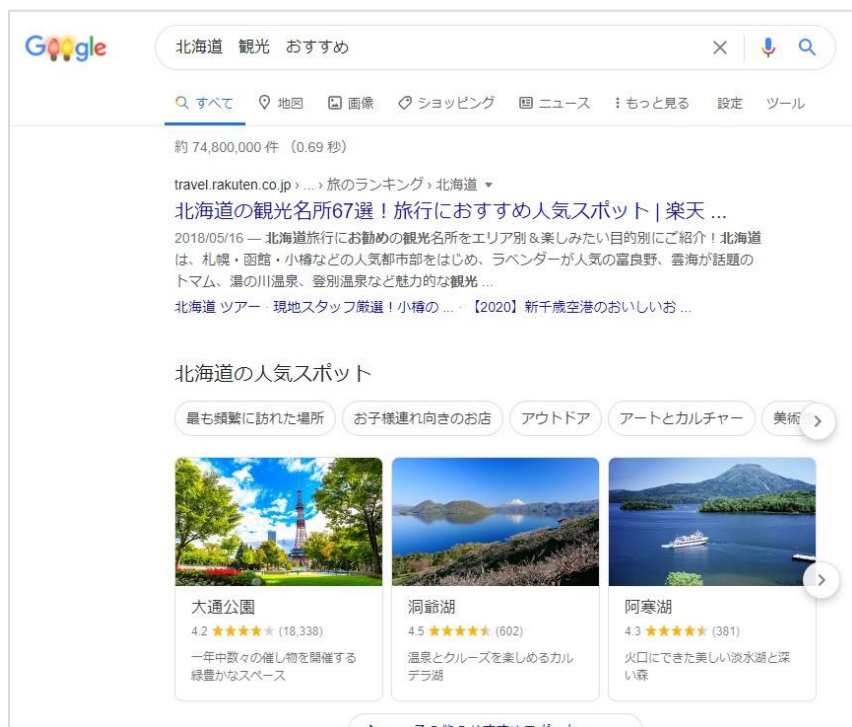 Google
北海道　観光　おすすめ
すべて 地図 画像 ショッピング ニュース もっと見る 設定 ツール
約 74,800,000 件 （0.69 秒）
travel.rakuten.co.jp › ... › 旅のランキング › 北海道
北海道の観光名所67選！旅行におすすめ人気スポット | 楽天 ...
2018/05/16 — 北海道旅行にお勧めの観光名所をエリア別＆楽しみたい目的別にご紹介！北海道
は、札幌・函館・小樽などの人気都市部をはじめ、ラベンダーが人気の富良野、雲海が話題の
トマム、湯の川温泉、登別温泉など魅力的な観光 ...
北海道 ツアー · 現地スタッフ厳選！小樽の ... · 【2020】新千歳空港のおいしいお ...
北海道の人気スポット
最も頻繁に訪れた場所 お子様連れ向きのお店 アウトドア アートとカルチャー 美術
大通公園
4.2 (18,338)
一年中数々の催し物を開催する
緑豊かなスペース
洞爺湖
4.5 (602)
温泉とクルーズを楽しめるカル
デラ湖
阿寒湖
4.3 (381)
火口にできた美しい淡水湖と深
い森